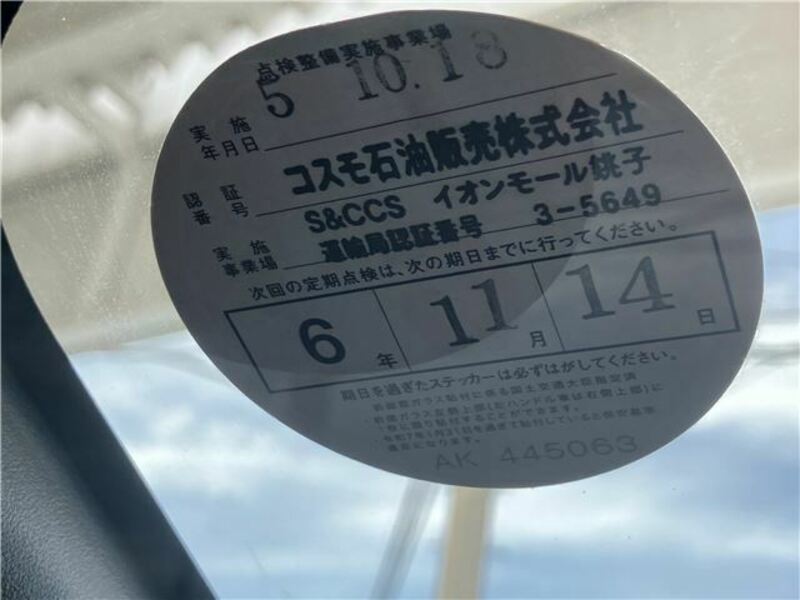 点検整備実施事業場
実施年月日 5 10.18
コスモ石油販売株式会社
認証番号 S&CCS イオンモール銚子
実施事業場 運輸局認証番号 3-5649
次回の定期点検は、次の期日までに行ってください。
6年 11月 14日
期日を過ぎたステッカーは必ずはがしてください。
AK 445063